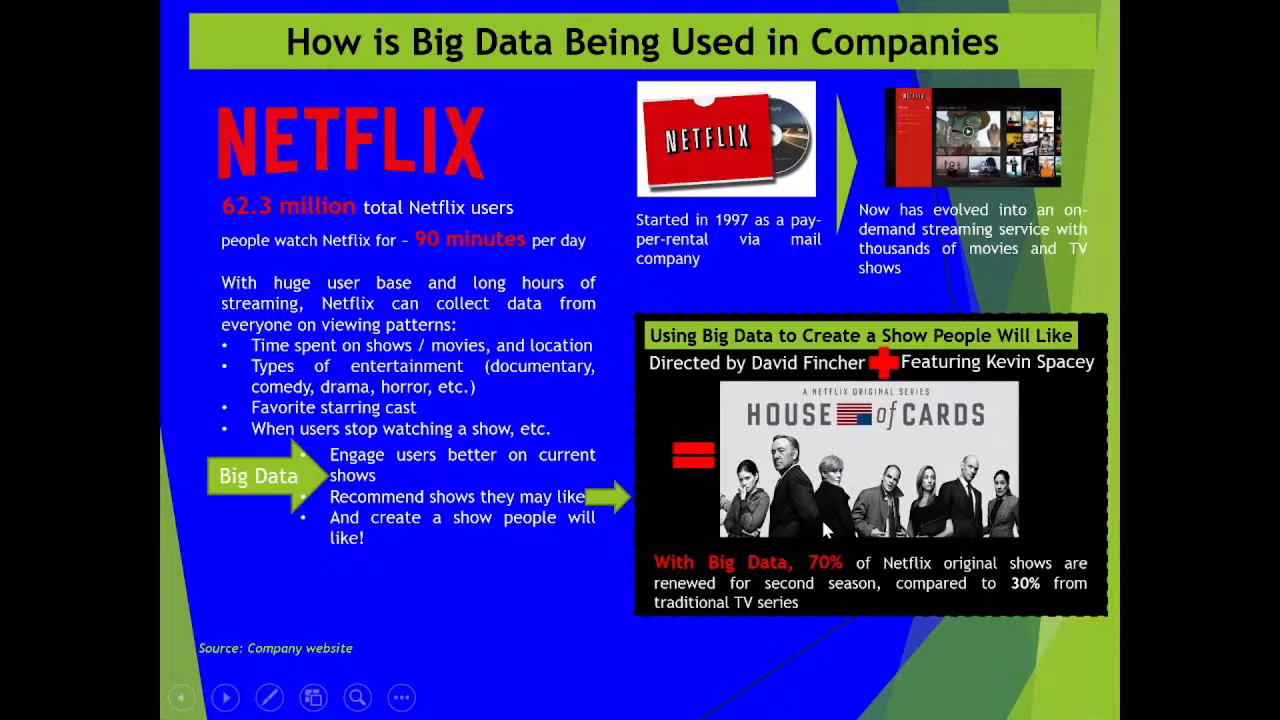 How is Big Data Being Used in Companies
NETFLIX
62.3 million total Netflix users
people watch Netflix for – 90 minutes per day
With huge user base and long hours of
streaming, Netflix can collect data from
everyone on viewing patterns:
• Time spent on shows / movies, and location
• Types of entertainment (documentary,
comedy, drama, horror, etc.)
• Favorite starring cast
• When users stop watching a show, etc.
Big Data
• Engage users better on current
shows
• Recommend shows they may like
• And create a show people will
like!
NETFLIX
Started in 1997 as a pay-
per-rental via mail
company
NETFLIX
Now has evolved into an on-
demand streaming service with
thousands of movies and TV
shows
Using Big Data to Create a Show People Will Like
Directed by David Fincher
Featuring Kevin Spacey
A NETFLIX ORIGINAL SERIES
HOUSE of CARDS
With Big Data, 70% of Netflix original shows are
renewed for second season, compared to 30% from
traditional TV series
Source: Company website